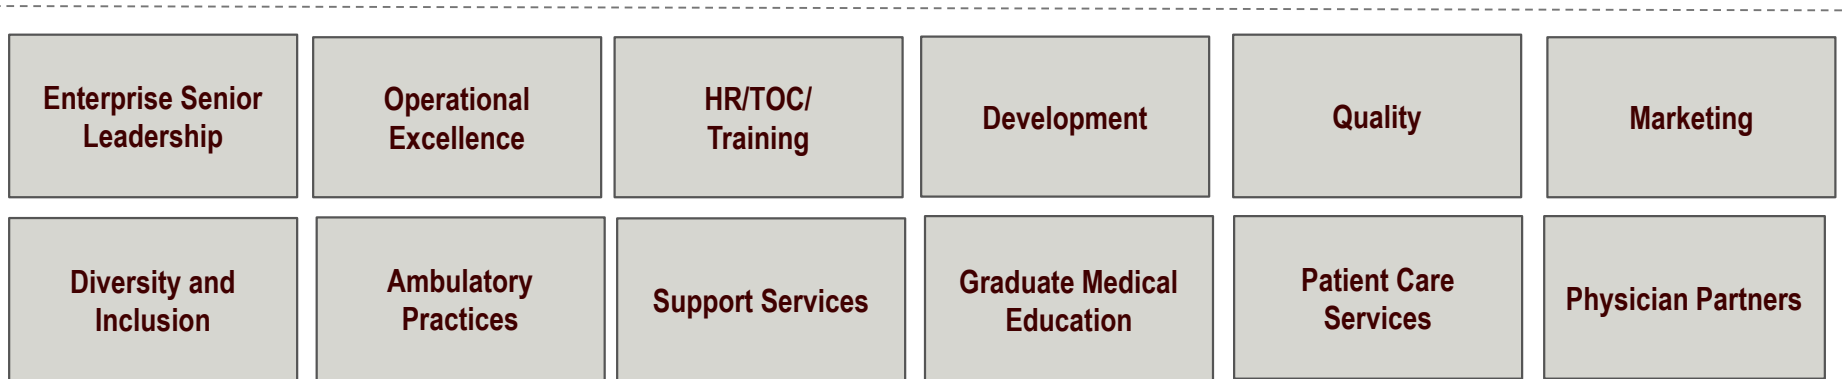 Enterprise Senior
Leadership
Operational
Excellence
HR/TOC/
Training
Development
Quality
Marketing
Diversity and
Inclusion
Ambulatory
Practices
Support Services
Graduate Medical
Education
Patient Care
Services
Physician Partners